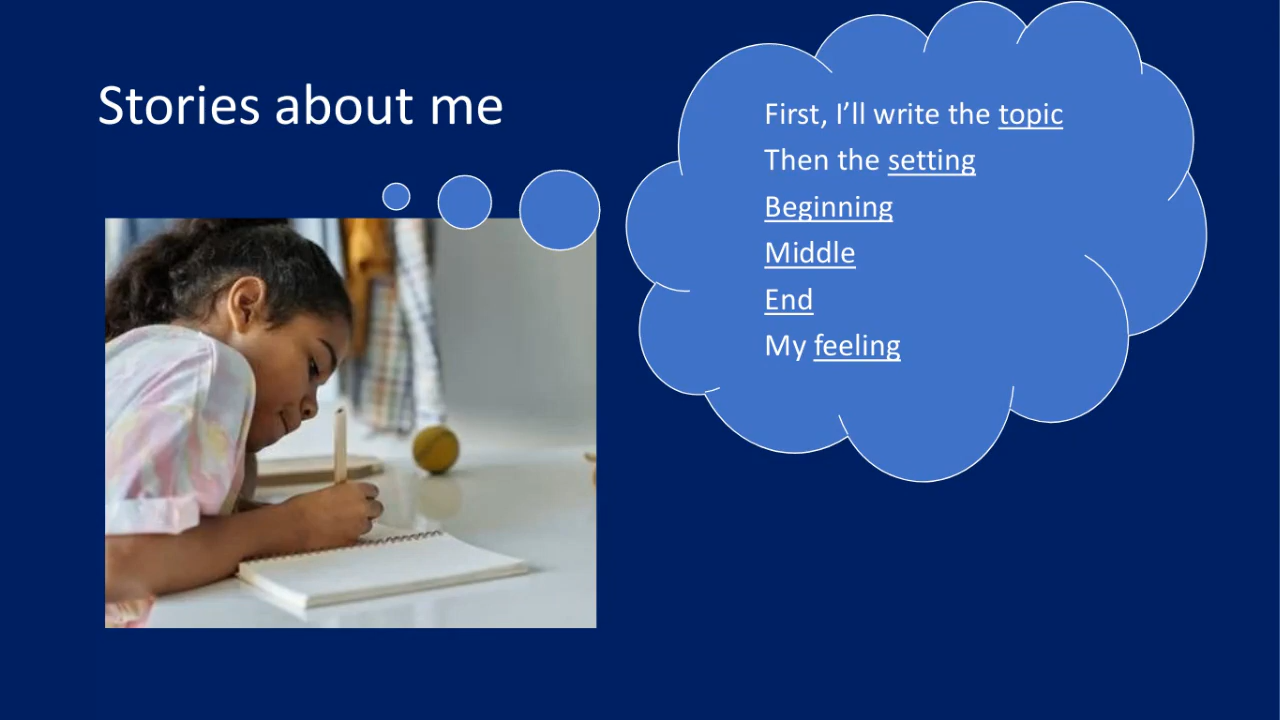 Stories about me
First, I’ll write the topic
Then the setting
Beginning
Middle
End
My feeling